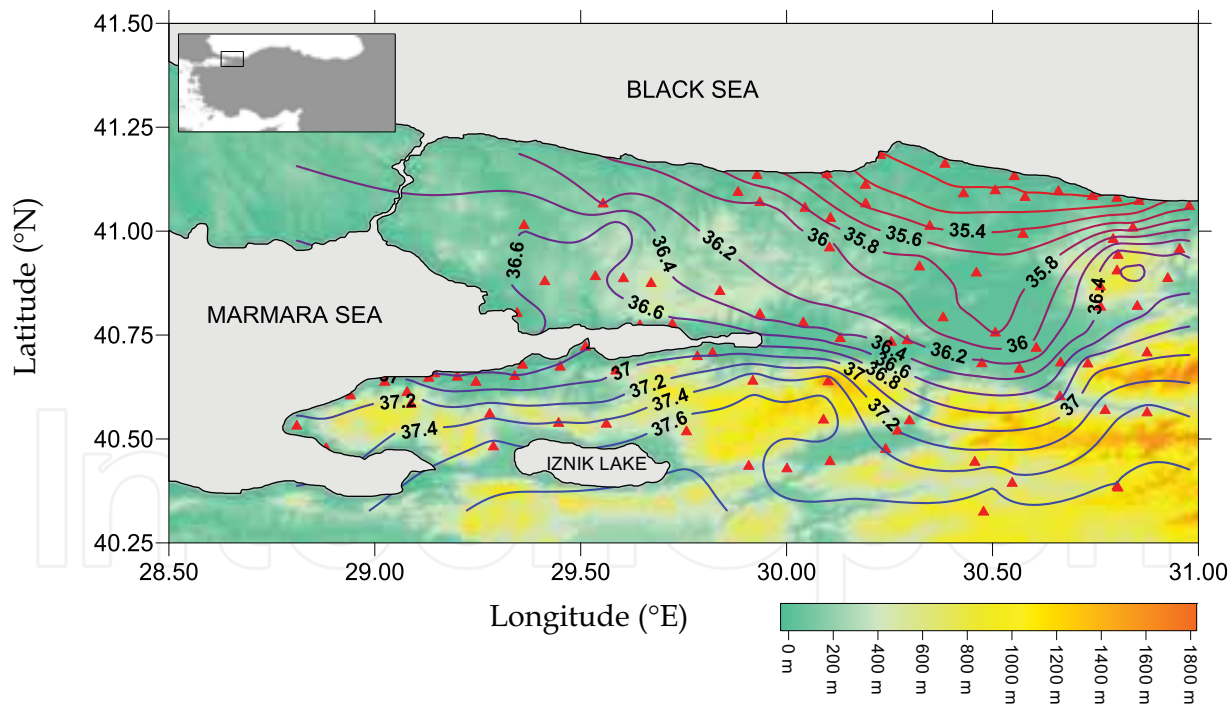 41.50
41.25
41.00
40.75
40.50
40.25
Latitude (°N)
BLACK SEA
MARMARA SEA
IZNIK LAKE
36.6
36.4
36.2
36
35.8
35.6
35.4
35.8
36.4
36.6
36
36.2
36.4
36.6
36.8
37
37.2
37
37
37.2
37.4
37.6
37
37.2
37.4
28.50 29.00 29.50 30.00 30.50 31.00
Longitude (°E)
0 m
200 m
400 m
600 m
800 m
1000 m
1200 m
1400 m
1600 m
1800 m